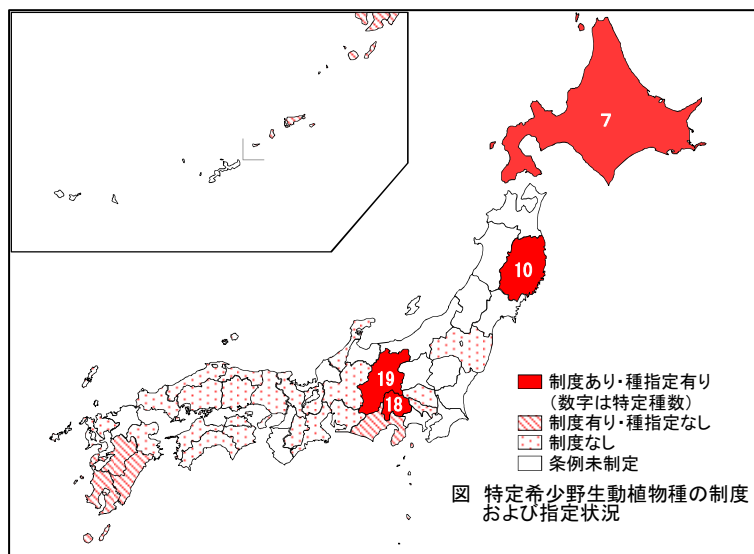 7
10
19
18
制度あり・種指定有り
(数字は特定種数)
制度有り・種指定なし
制度なし
条例未制定
図 特定希少野生動植物種の制度
および指定状況